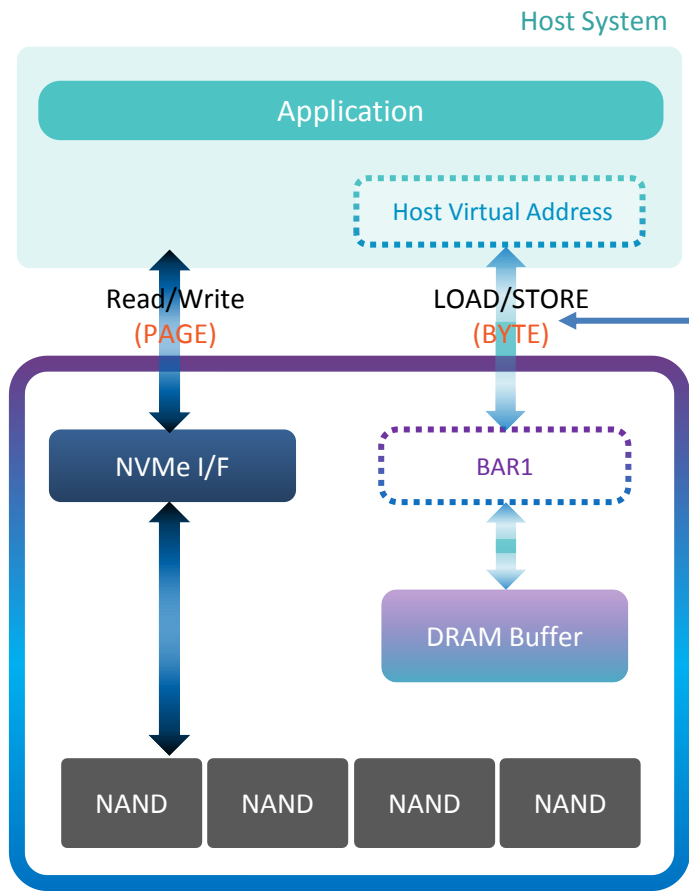 Host System
Application
Host Virtual Address
Read/Write
(PAGE)
LOAD/STORE
(BYTE)
NVMe I/F
BAR1
DRAM Buffer
NAND NAND NAND NAND